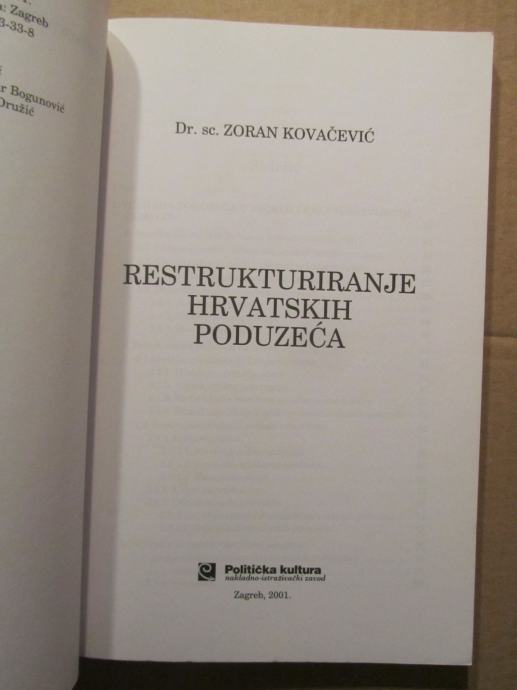 : Zagreb
3-33-8
r Bogunović
Družić
Dr. sc. ZORAN KOVAČEVIĆ
RESTRUKTURIRANJE
HRVATSKIH
PODUZEĆA
Politička kultura
nakladno-istraživački zavod
Zagreb, 2001.